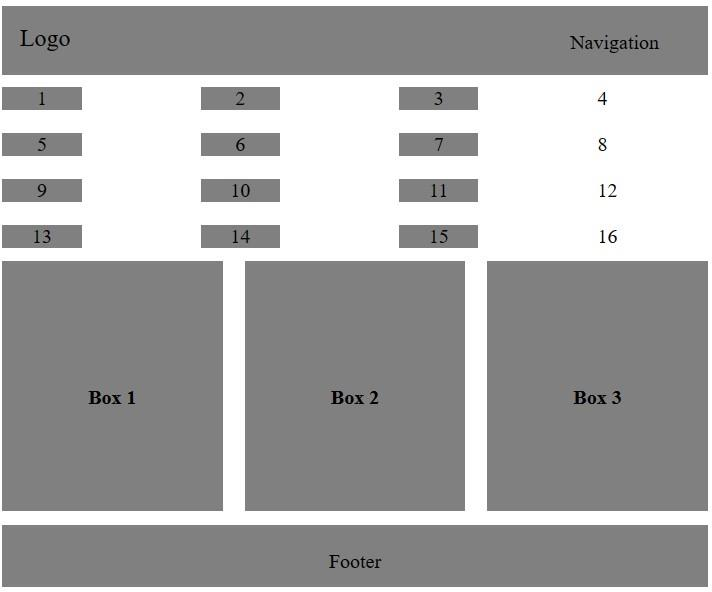 Logo
Navigation
1 2 3 4
5 6 7 8
9 10 11 12
13 14 15 16
Box 1 Box 2 Box 3
Footer